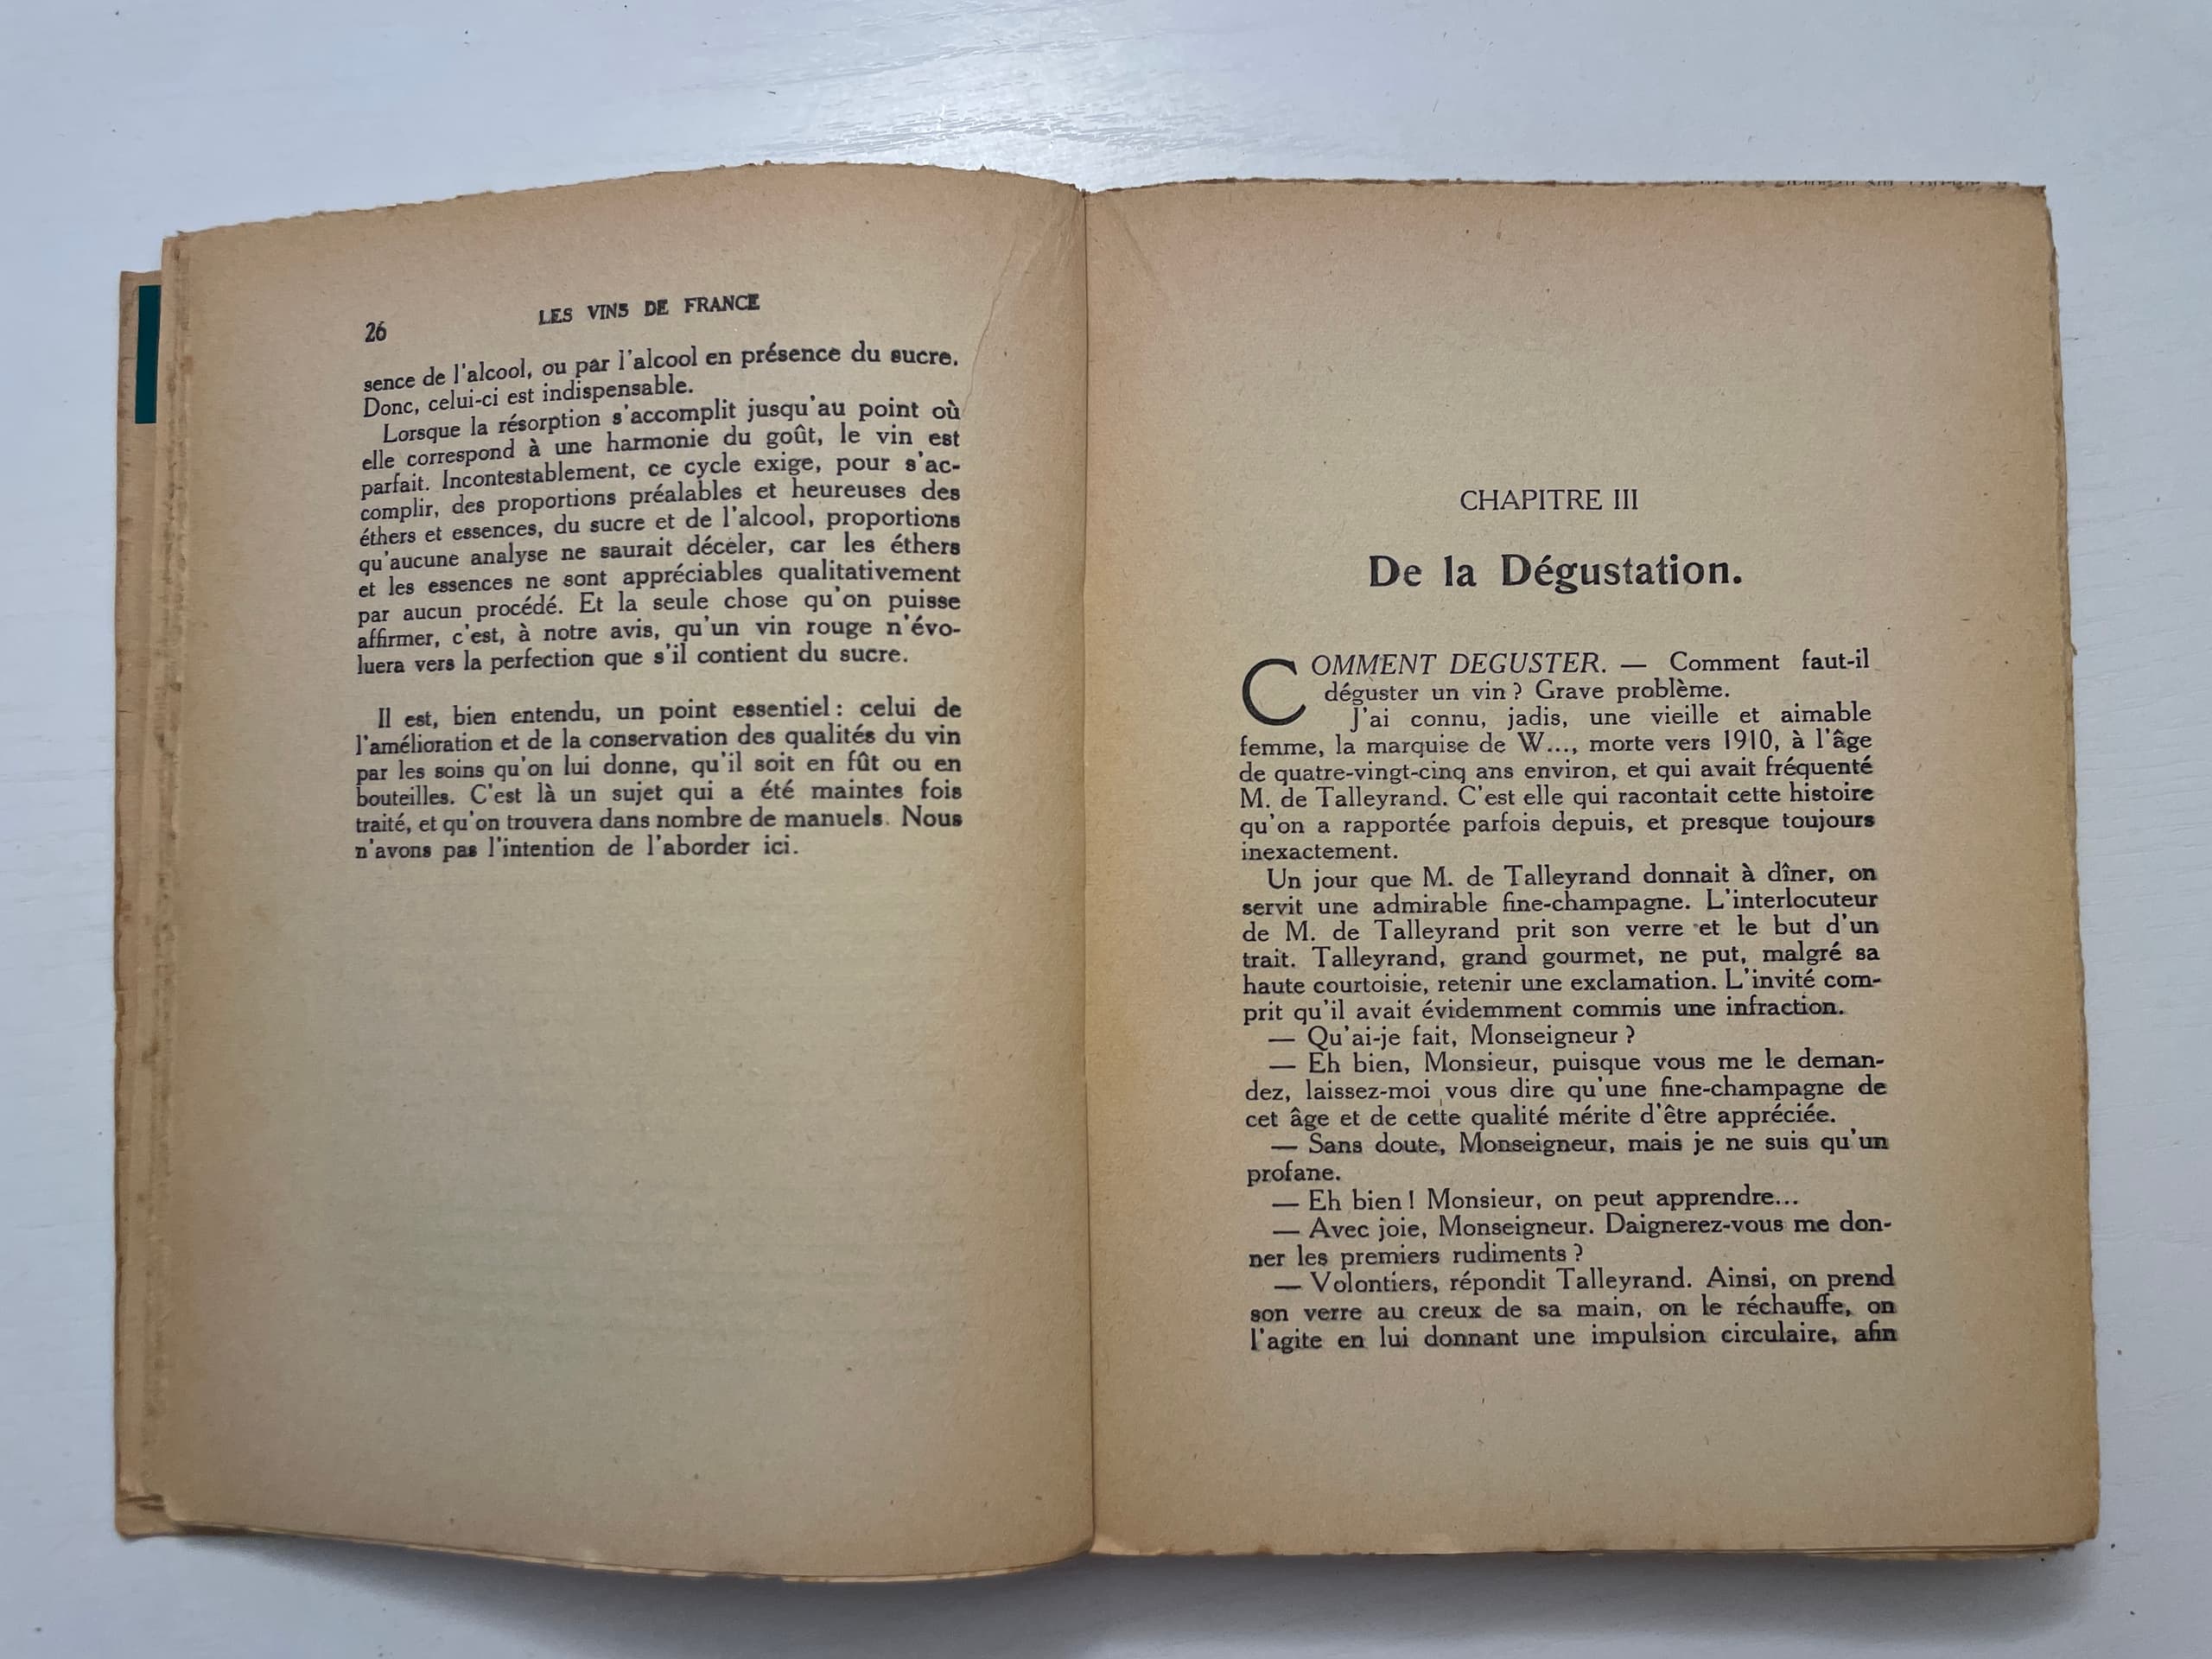 26
LES VINS DE FRANCE
sence de l'alcool, ou par l'alcool en présence du sucre.
Donc, celui-ci est indispensable.
Lorsque la résorption s'accomplit jusqu'au point où
elle correspond à une harmonie du goût, le vin est
parfait. Incontestablement, ce cycle exige, pour s'ac-
complir, des proportions préalables et heureuses des
éthers et essences, du sucre et de l'alcool, proportions
qu'aucune analyse ne saurait déceler, car les éthers
et les essences ne sont appréciables qualitativement
par aucun procédé. Et la seule chose qu'on puisse
affirmer, c'est, à notre avis, qu'un vin rouge n'évo-
luera vers la perfection que s'il contient du sucre.
Il est, bien entendu, un point essentiel : celui de
l'amélioration et de la conservation des qualités du vin
par les soins qu'on lui donne, qu'il soit en fût ou en
bouteilles. C'est là un sujet qui a été maintes fois
traité, et qu'on trouvera dans nombre de manuels. Nous
n'avons pas l'intention de l'aborder ici.
CHAPITRE III
De la Dégustation.
COMMENT DEGUSTER. — Comment faut-il
déguster un vin ? Grave problème.
J'ai connu, jadis, une vieille et aimable
femme, la marquise de W..., morte vers 1910, à l'âge
de quatre-vingt-cinq ans environ, et qui avait fréquenté
M. de Talleyrand. C'est elle qui racontait cette histoire
qu'on a rapportée parfois depuis, et presque toujours
inexactement.
Un jour que M. de Talleyrand donnait à dîner, on
servit une admirable fine-champagne. L'interlocuteur
de M. de Talleyrand prit son verre et le but d'un
trait. Talleyrand, grand gourmet, ne put, malgré sa
haute courtoisie, retenir une exclamation. L'invité com-
prit qu'il avait évidemment commis une infraction.
— Qu'ai-je fait, Monseigneur ?
— Eh bien, Monsieur, puisque vous me le deman-
dez, laissez-moi vous dire qu'une fine-champagne de
cet âge et de cette qualité mérite d'être appréciée.
— Sans doute, Monseigneur, mais je ne suis qu'un
profane.
— Eh bien ! Monsieur, on peut apprendre...
— Avec joie, Monseigneur. Daignerez-vous me don-
ner les premiers rudiments ?
— Volontiers, répondit Talleyrand. Ainsi, on prend
son verre au creux de sa main, on le réchauffe, on
l'agite en lui donnant une impulsion circulaire, afin